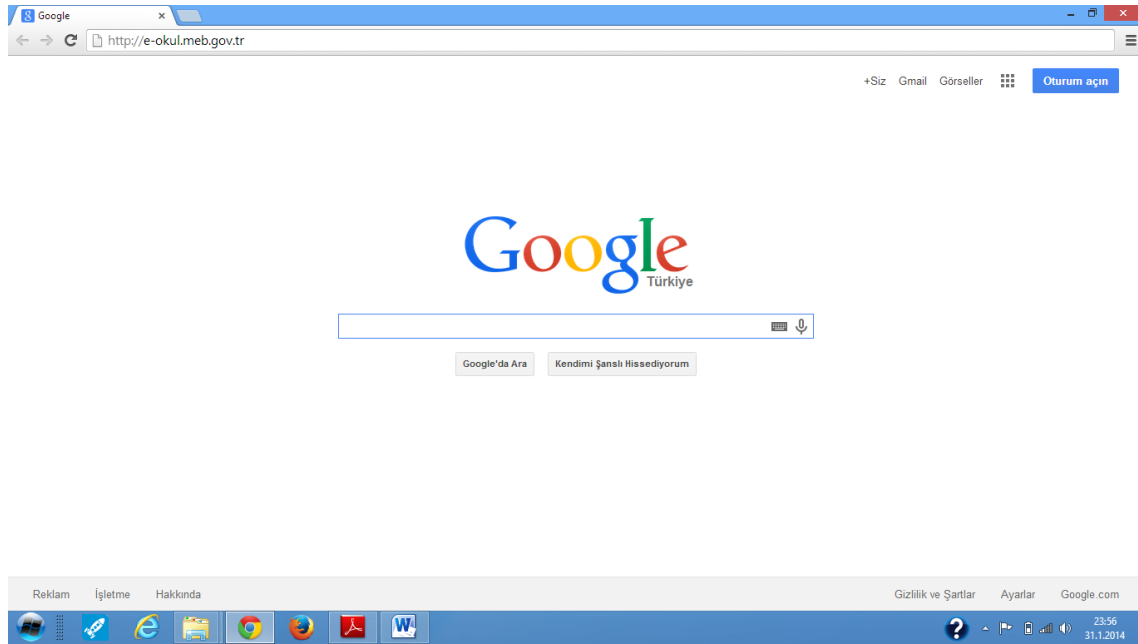 Google
http://e-okul.meb.gov.tr
+Siz Gmail Görseller Oturum açın
Google
Türkiye
Google'da Ara Kendimi Şanslı Hissediyorum
Reklam İşletme Hakkında Gizlilik ve Şartlar Ayarlar Google.com
23:56
31.1.2014